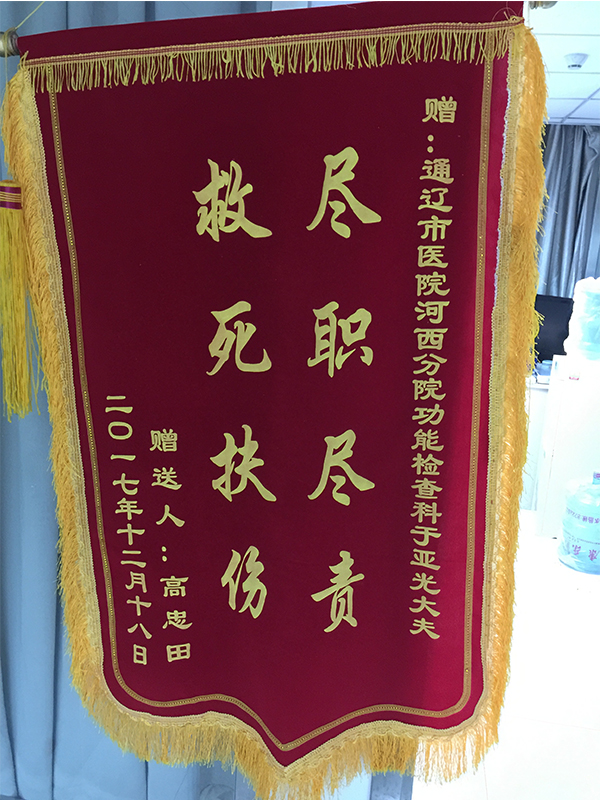 赠：通辽市医院河西分院功能检查科于亚光大夫
尽职尽责
救死扶伤
赠送人：高忠田
二〇一七年十二月十八日